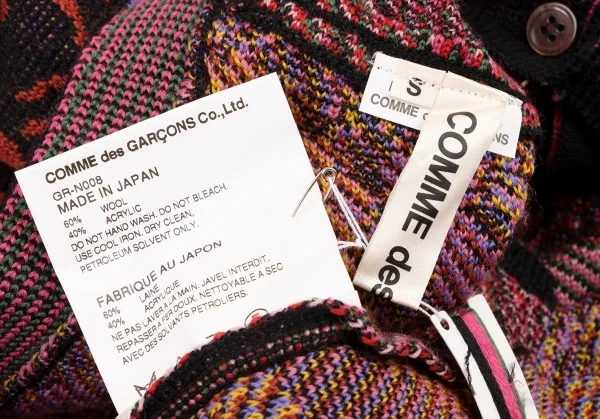 COMME des GARÇONS Co., Ltd.
GR-N008
MADE IN JAPAN
60% WOOL
40% ACRYLIC
DO NOT HAND WASH. DO NOT BLEACH.
USE COOL IRON. DRY CLEAN,
PETROLEUM SOLVENT ONLY.
FABRIQUE AU JAPON
60% LAINE
40% ACRYLIQUE
NE PAS LAVER A LA MAIN. JAVEL INTERDIT.
REPASSER A FER DOUX. NETTOYABLE A SEC
AVEC DES SOLVANTS PETROLIERS.
S
COMME
NS
COMME des